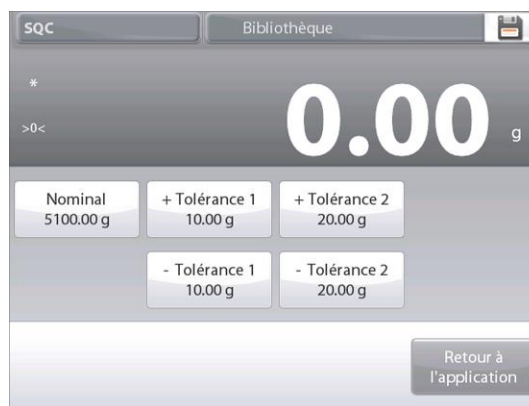 SQC
Bibliothèque
*
>0<
0.00 g
Nominal
5100.00 g
+ Tolérance 1
10.00 g
+ Tolérance 2
20.00 g
- Tolérance 1
10.00 g
- Tolérance 2
20.00 g
Retour à
l'application